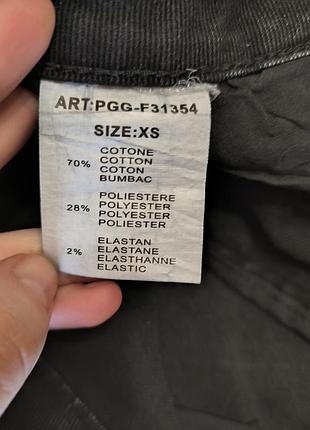 ART:PGG-F31354
SIZE:XS
COTONE
70% COTTON
COTON
BUMBAC
POLIESTERE
28% POLYESTER
POLYESTER
POLIESTER
ELASTAN
2% ELASTANE
ELASTHANNE
ELASTIC